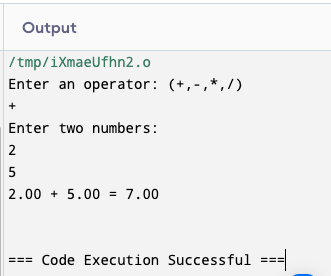 Output
/tmp/iXmaeUfhn2.o
Enter an operator: (+,-,*,/)
+
Enter two numbers:
2
5
2.00 + 5.00 = 7.00
=== Code Execution Successful ===